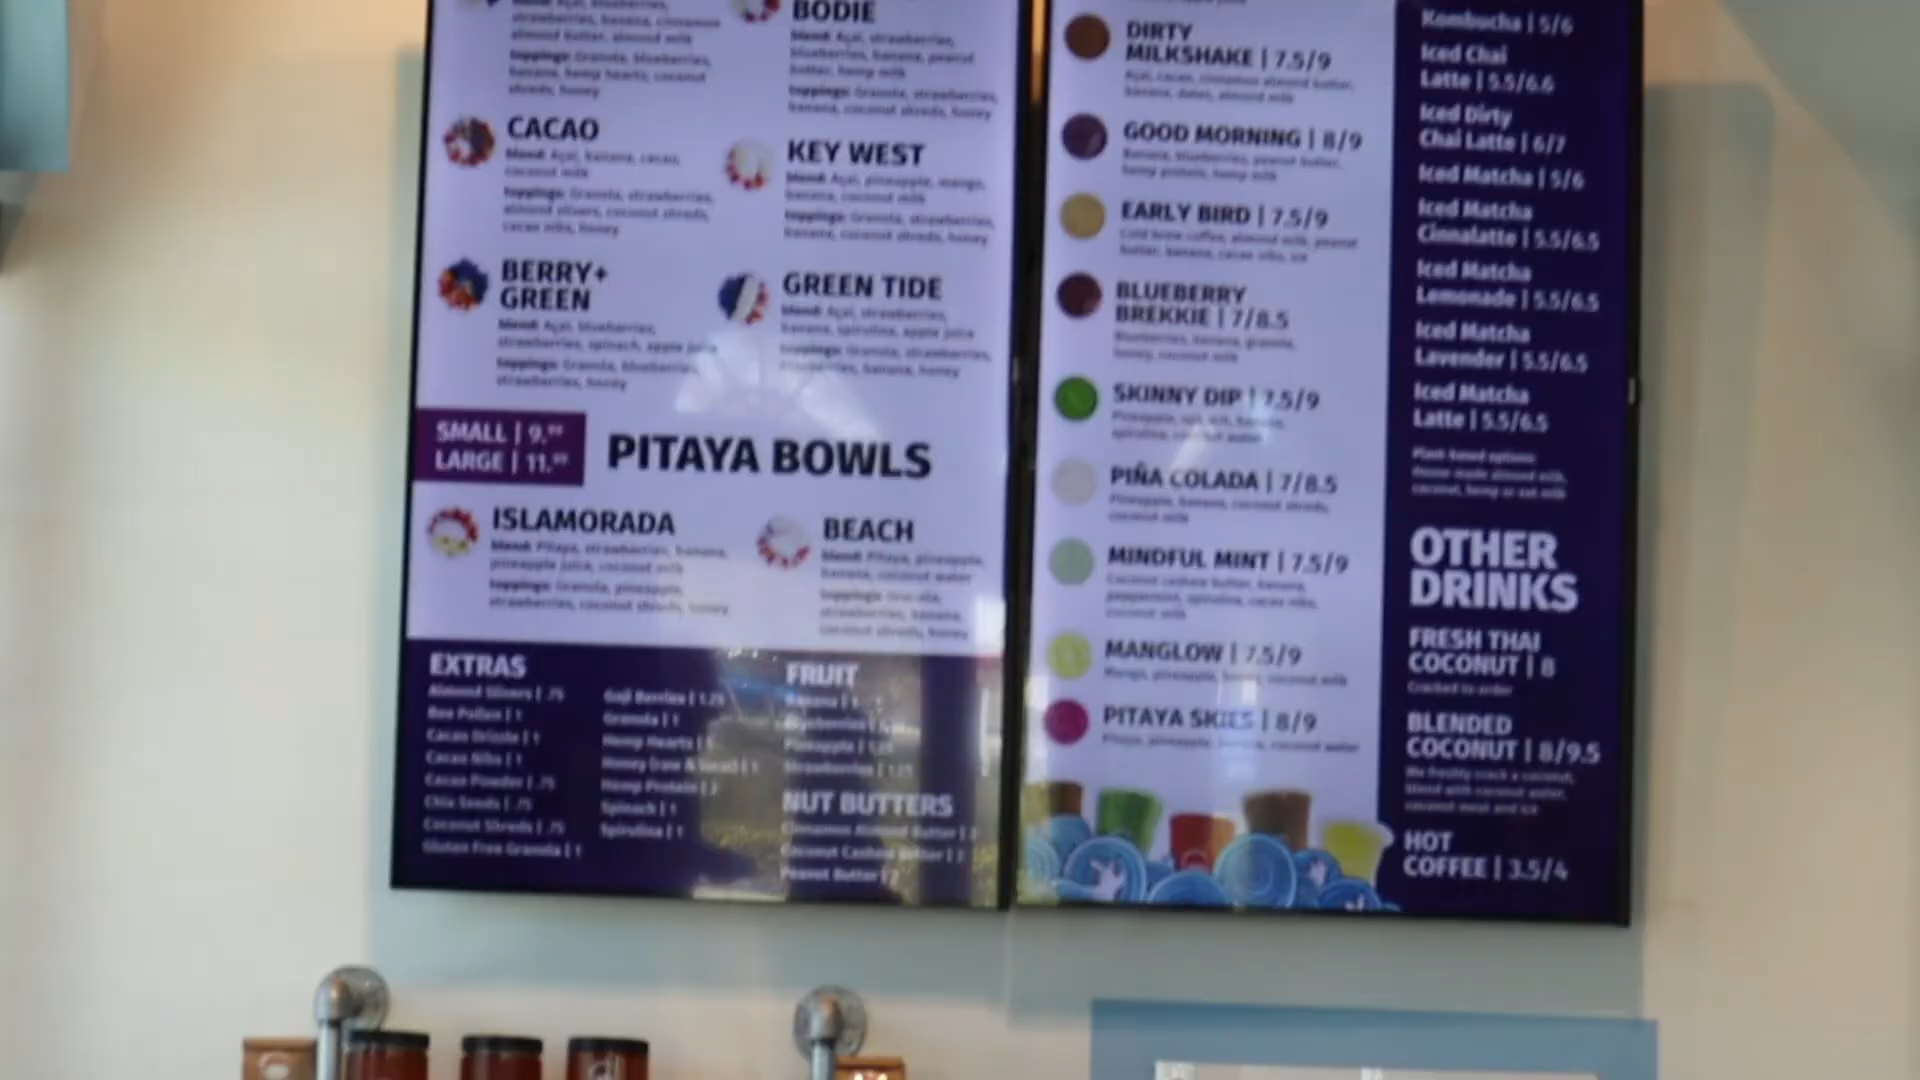 strawberries, banana, cinnamon
almond butter, almond milk
toppings: Granola, blueberries,
banana, hemp hearts, coconut
shreds, honey
CACAO
blend: Açai, banana, cacao,
coconut milk
toppings: Granola, strawberries,
almond slivers, coconut shreds,
cacao nibs, honey
BERRY+
GREEN
blend: Açai, blueberries,
strawberries, spinach, apple juice
toppings: Granola, blueberries,
strawberries, honey
BODIE
blend: Açai, strawberries,
blueberries, banana, peanut
butter, hemp milk
toppings: Granola, strawberries,
banana, coconut shreds, honey
KEY WEST
blend: Açai, pineapple, mango,
banana, coconut milk
toppings: Granola, strawberries,
banana, coconut shreds, honey
GREEN TIDE
blend: Açai, strawberries,
banana, spirulina, apple juice
toppings: Granola, strawberries,
banana, honey
SMALL | 9.
LARGE | 11.
PITAYA BOWLS
ISLAMORADA
blend: Pitaya, strawberries, banana,
pineapple juice, coconut milk
toppings: Granola, pineapple,
strawberries, coconut shreds, honey
BEACH
blend: Pitaya, pineapple,
banana, coconut water
toppings: Granola,
strawberries, banana,
coconut shreds, honey
EXTRAS
Almond Slivers | .75
Bee Pollen | 1
Cacao Drizzle | 1
Cacao Nibs | 1
Cacao Powder | .75
Chia Seeds | .75
Coconut Shreds | .75
Gluten Free Granola | 1
Goji Berries | 1.25
Granola | 1
Hemp Hearts |
Honey (raw & local) | 1
Hemp Protein | 2
Spinach | 1
Spirulina | 1
FRUIT
Banana | 1
Blueberries |
Pineapple | 1.25
Strawberries | 1.25
NUT BUTTERS
Cinnamon Almond Butter | 2
Coconut Cashew Butter | 2
Peanut Butter | 2
DIRTY
MILKSHAKE | 7.5/9
Açai, cacao, cinnamon almond butter,
banana, dates, almond milk
GOOD MORNING | 8/9
Banana, blueberries, peanut butter,
hemp protein, hemp milk
EARLY BIRD | 7.5/9
Cold brew coffee, almond milk, peanut
butter, banana, cacao nibs, ice
BLUEBERRY
BREKKIE | 7/8.5
Blueberries, banana, granola,
honey, coconut milk
SKINNY DIP | 7.5/9
Pineapple, banana,
spirulina, coconut water
PIÑA COLADA | 7/8.5
Pineapple, banana, coconut shreds,
coconut milk
MINDFUL MINT | 7.5/9
Coconut cashew butter, banana,
peppermint, spirulina, cacao nibs,
coconut milk
MANGLOW | 7.5/9
Mango, pineapple, honey, coconut milk
PITAYA SKIES | 8/9
Pitaya, pineapple, banana, coconut water
Kombucha | 5/6
Iced Chai
Latte | 5.5/6.6
Iced Dirty
Chai Latte | 6/7
Iced Matcha | 5/6
Iced Matcha
Cinnalatte | 5.5/6.5
Iced Matcha
Lemonade | 5.5/6.5
Iced Matcha
Lavender | 5.5/6.5
Iced Matcha
Latte | 5.5/6.5
Plant-based options:
House-made almond milk,
coconut, hemp or oat milk
OTHER
DRINKS
FRESH THAI
COCONUT | 8
Cracked to order
BLENDED
COCONUT | 8/9.5
We freshly crack a coconut,
blend with coconut water,
coconut meat and ice
HOT
COFFEE | 3.5/4